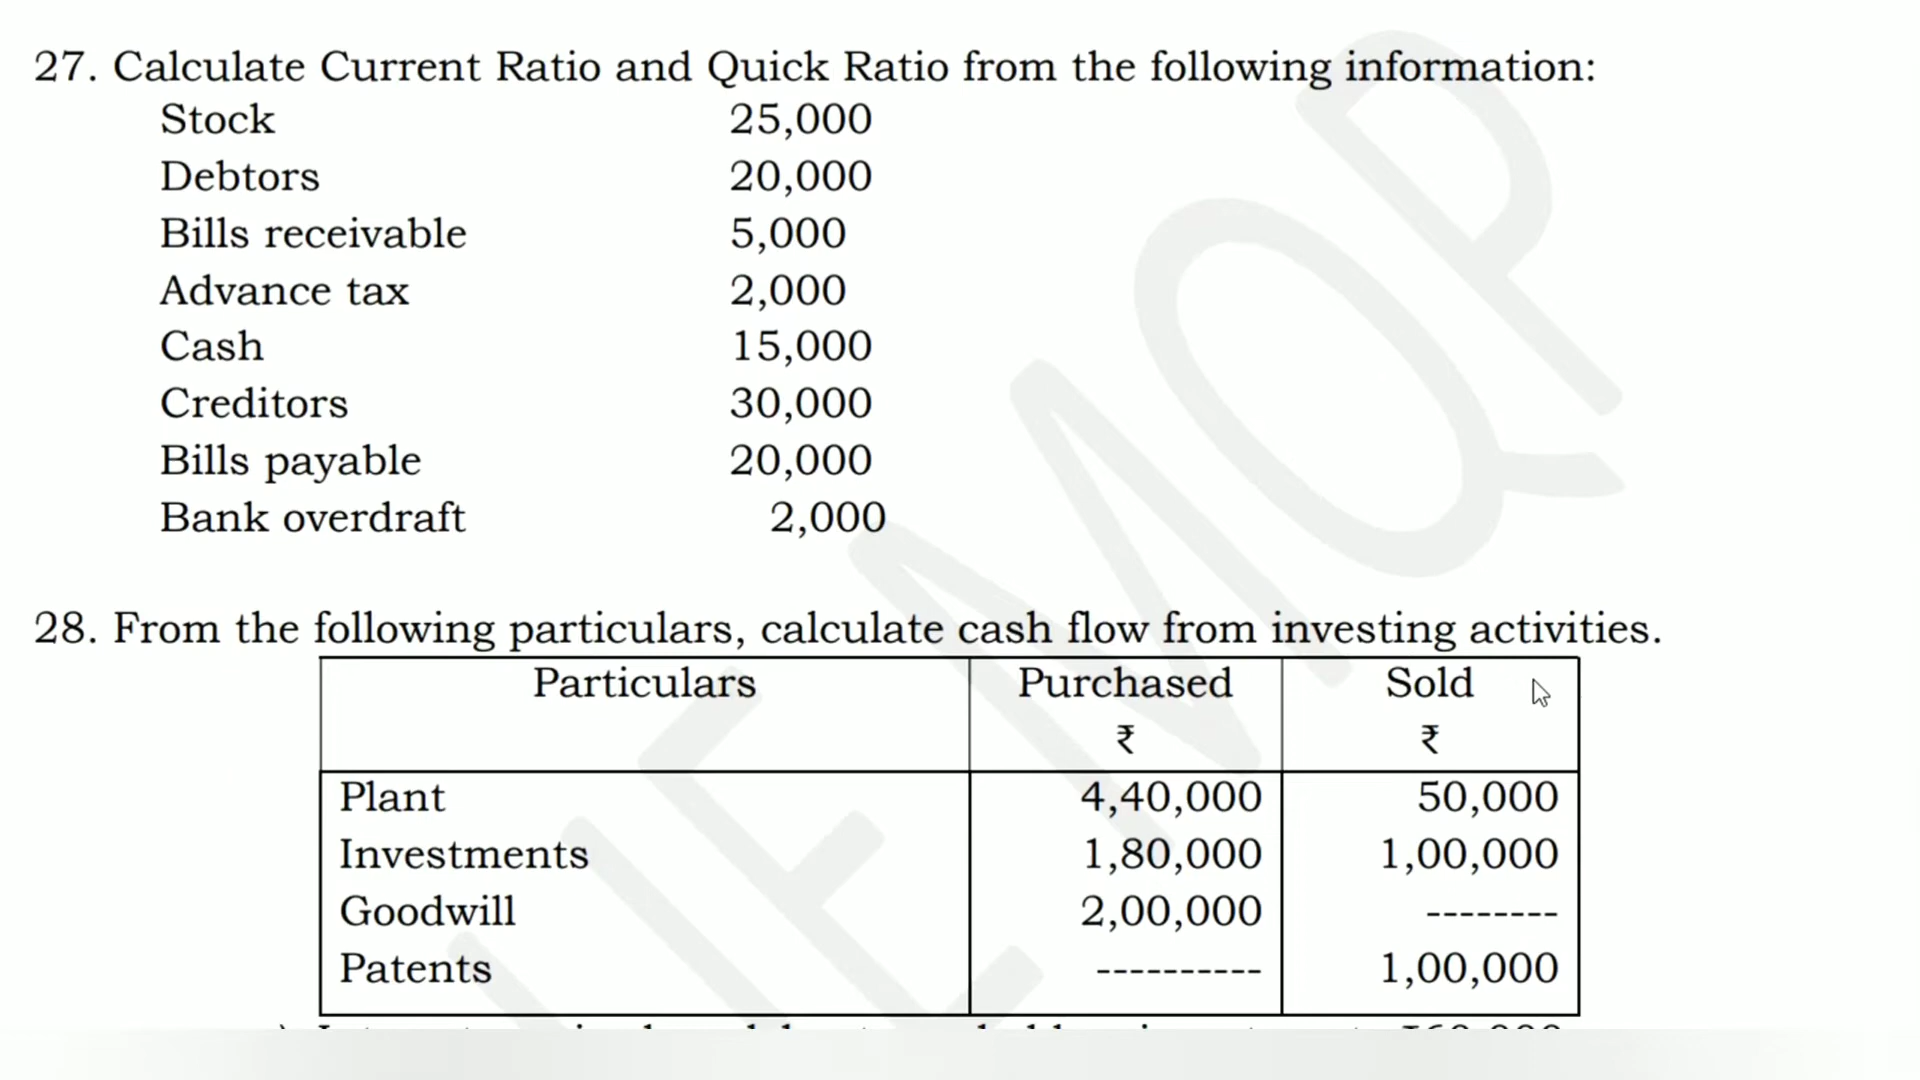 27. Calculate Current Ratio and Quick Ratio from the following information:
Stock 25,000
Debtors 20,000
Bills receivable 5,000
Advance tax 2,000
Cash 15,000
Creditors 30,000
Bills payable 20,000
Bank overdraft 2,000
28. From the following particulars, calculate cash flow from investing activities.
Particulars Purchased Sold
₹ ₹
Plant 4,40,000 50,000
Investments 1,80,000 1,00,000
Goodwill 2,00,000 --------
Patents ---------- 1,00,000
MQP